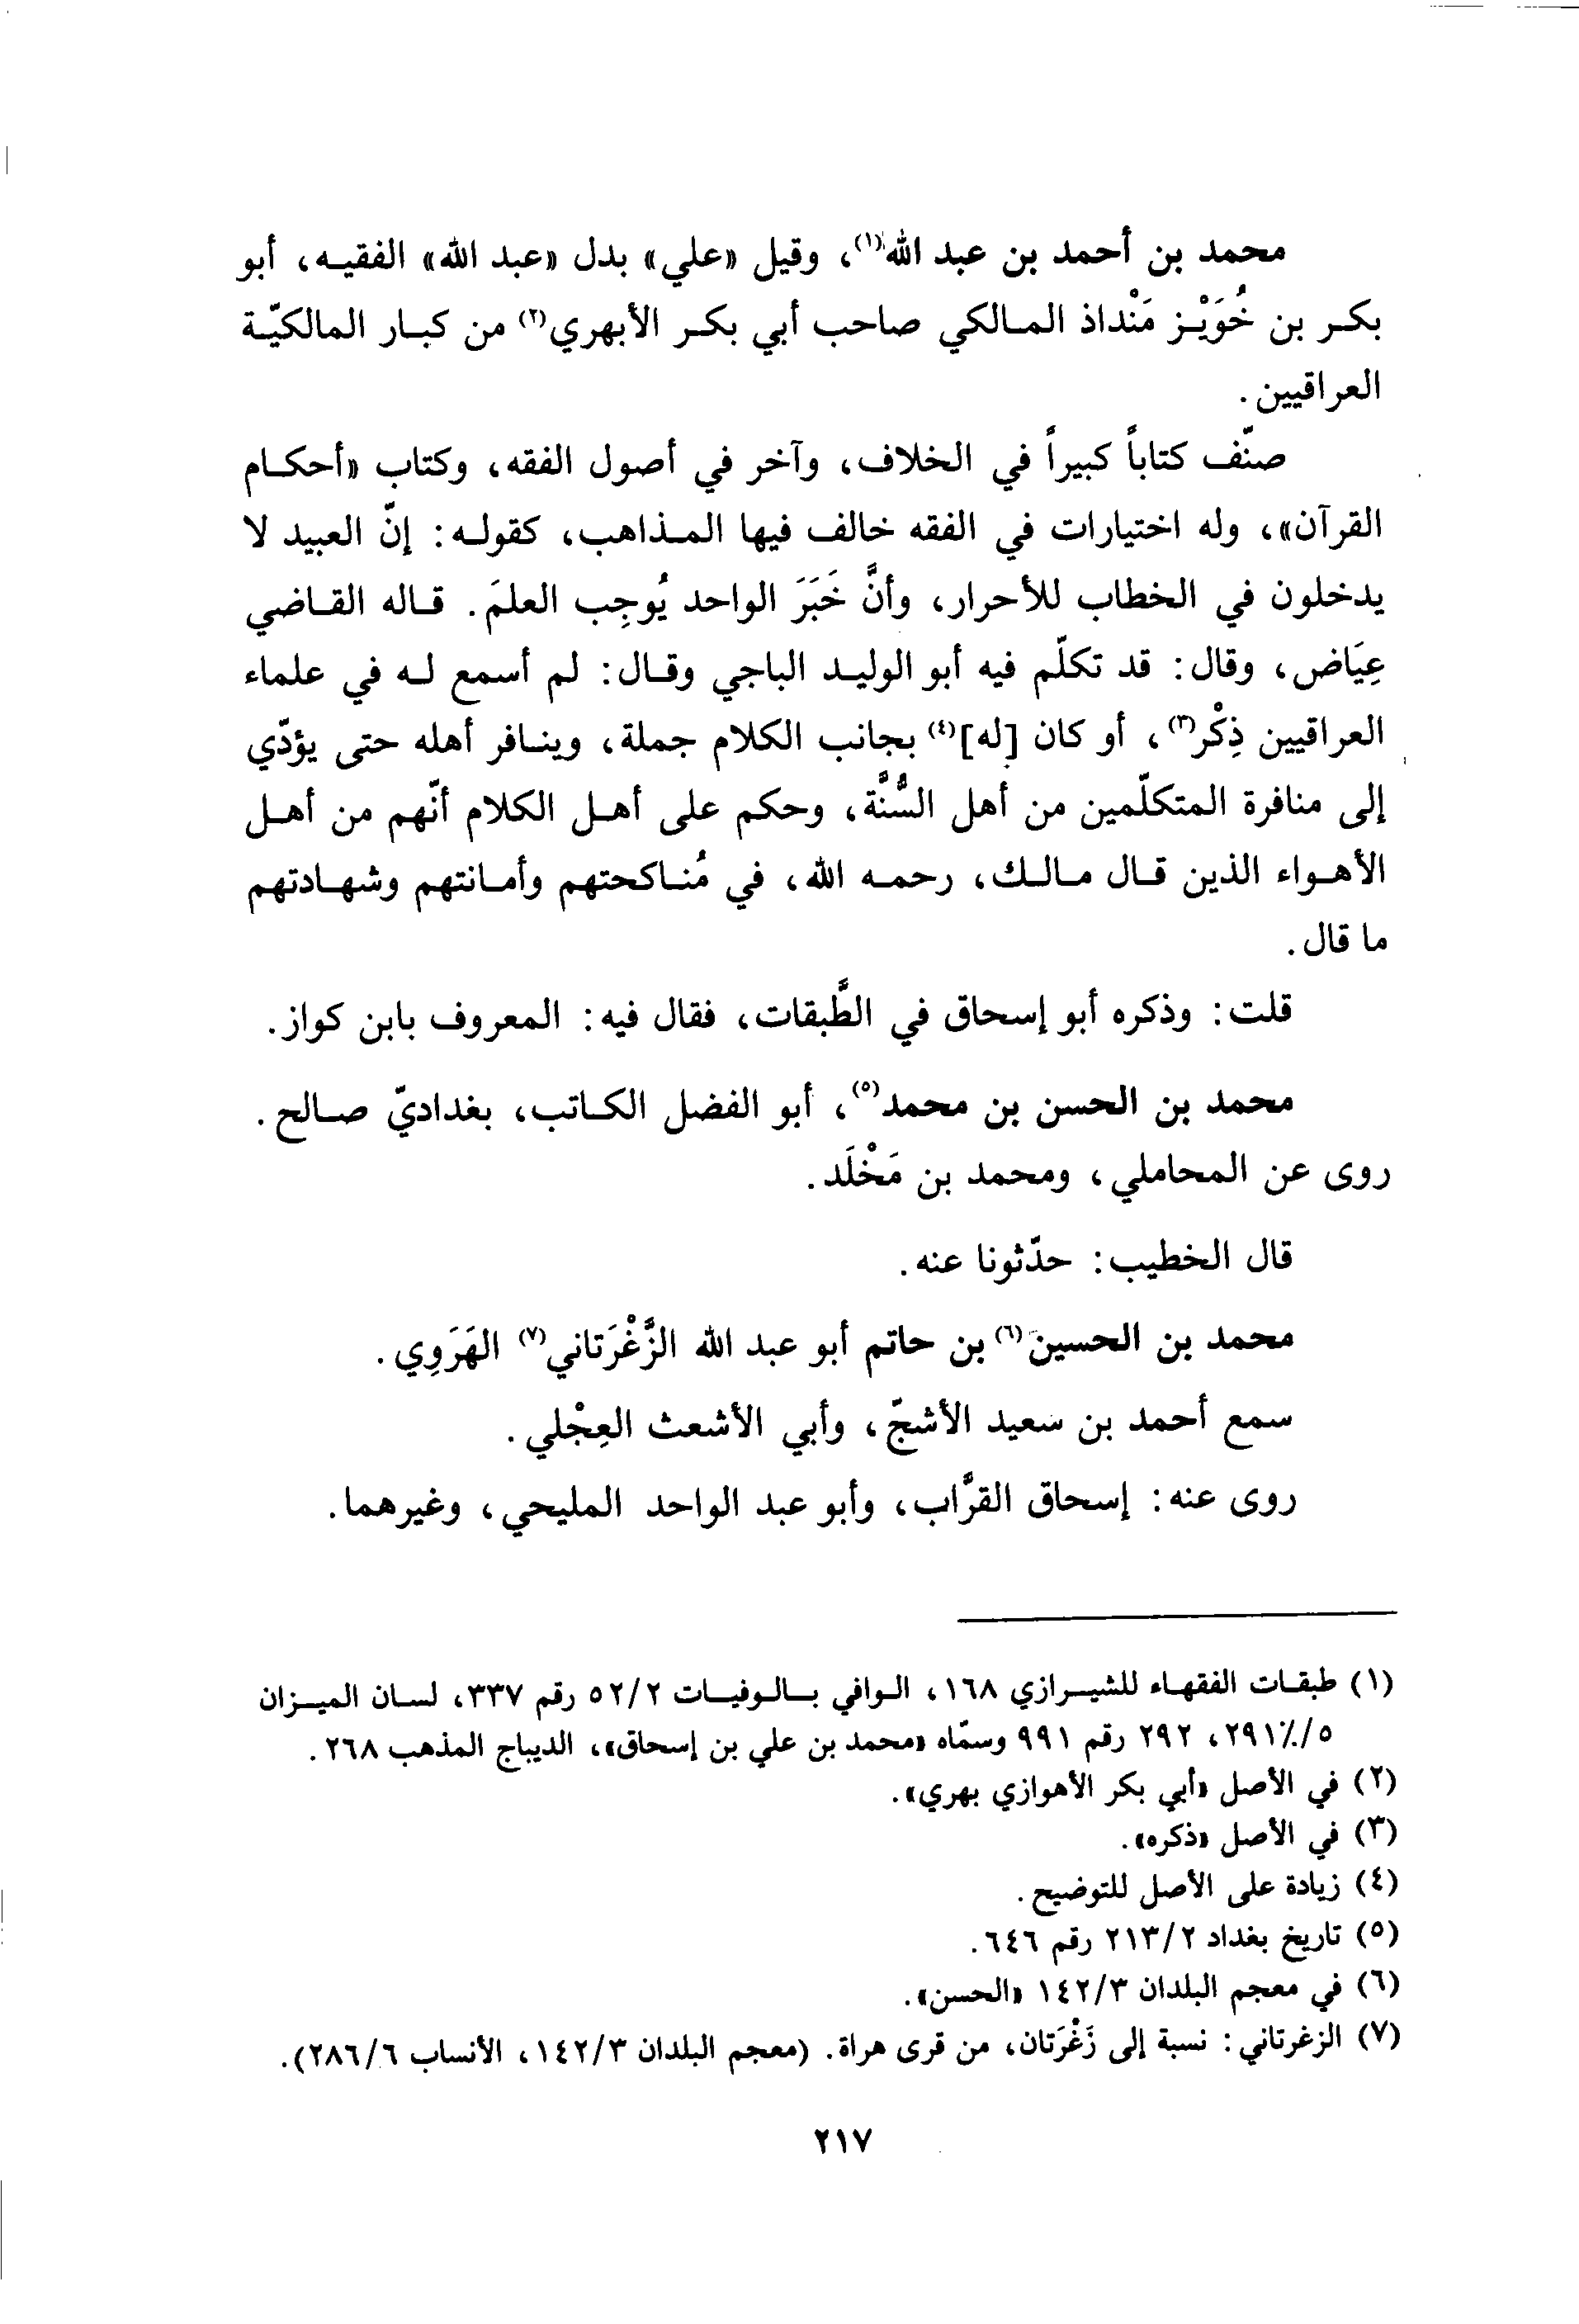 محمد بن أحمد بن عبد الله(١)، وقيل «علي» بدل «عبد الله» الفقيه، أبو
بكر بن خُوَيْز مَنْداذ المالكي صاحب أبي بكر الأبهري(٢) من كبار المالكيّة
العراقيين.
صنّف كتاباً كبيراً في الخلاف، وآخر في أصول الفقه، وكتاب «أحكام
القرآن»، وله اختيارات في الفقه خالف فيها المذاهب، كقوله: إنّ العبيد لا
يدخلون في الخطاب للأحرار، وأنَّ خَبَرَ الواحد يُوجِب العلمَ. قاله القاضي
عِيَاض، وقال: قد تكلّم فيه أبو الوليد الباجي وقال: لم أسمع له في علماء
العراقيين ذِكْر(٣)، أو كان [له](٤) بجانب الكلام جملة، وينافر أهله حتى يؤدّي
إلى منافرة المتكلّمين من أهل السُّنَّة، وحكم على أهل الكلام أنّهم من أهل
الأهواء الذين قال مالك، رحمه الله، في مُناكحتهم وأمانتهم وشهادتهم
ما قال.
قلت: وذكره أبو إسحاق في الطَّبقات، فقال فيه: المعروف بابن كواز.
محمد بن الحسن بن محمد(٥)، أبو الفضل الكاتب، بغداديّ صالح.
روى عن المحاملي، ومحمد بن مَخْلَد.
قال الخطيب: حدّثونا عنه.
محمد بن الحسين(٦) بن حاتم أبو عبد الله الزَّغْرَتاني(٧) الهَرَوِي.
سمع أحمد بن سعيد الأشجّ، وأبي الأشعث العِجْلي.
روى عنه: إسحاق القرَّاب، وأبو عبد الواحد المليحي، وغيرهما.
(١) طبقات الفقهاء للشيرازي ١٦٨، الوافي بالوفيات ٥٢/٢ رقم ٣٣٧، لسان الميزان
٥/٪٢٩١، ٢٩٢ رقم ٩٩١ وسمّاه «محمد بن علي بن إسحاق»، الديباج المذهب ٢٦٨.
(٢) في الأصل «أبي بكر الأهوازي بهري».
(٣) في الأصل «ذكره».
(٤) زيادة على الأصل للتوضيح.
(٥) تاريخ بغداد ٢١٣/٢ رقم ٦٤٦.
(٦) في معجم البلدان ١٤٢/٣ «الحسن».
(٧) الزغرتاني: نسبة إلى زَغْرَتان، من قرى هراة. (معجم البلدان ١٤٢/٣، الأنساب ٢٨٦/٦).
٢١٧